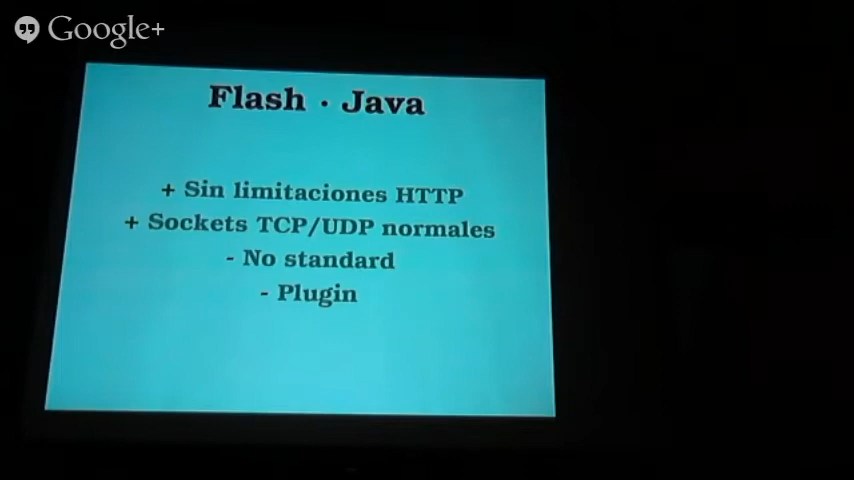 Google+
Flash · Java
+ Sin limitaciones HTTP
+ Sockets TCP/UDP normales
- No standard
- Plugin